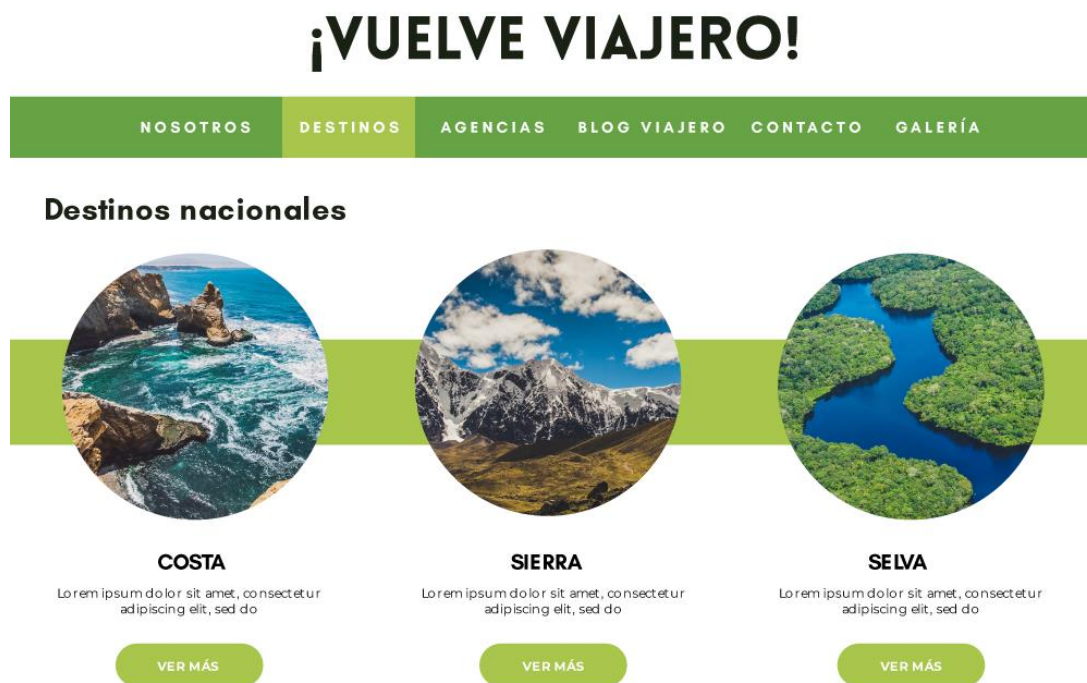 ¡VUELVE VIAJERO!
NOSOTROS DESTINOS AGENCIAS BLOG VIAJERO CONTACTO GALERÍA
Destinos nacionales
COSTA
Lorem ipsum dolor sit amet, consectetur
adipiscing elit, sed do
VER MÁS
SIERRA
Lorem ipsum dolor sit amet, consectetur
adipiscing elit, sed do
VER MÁS
SELVA
Lorem ipsum dolor sit amet, consectetur
adipiscing elit, sed do
VER MÁS